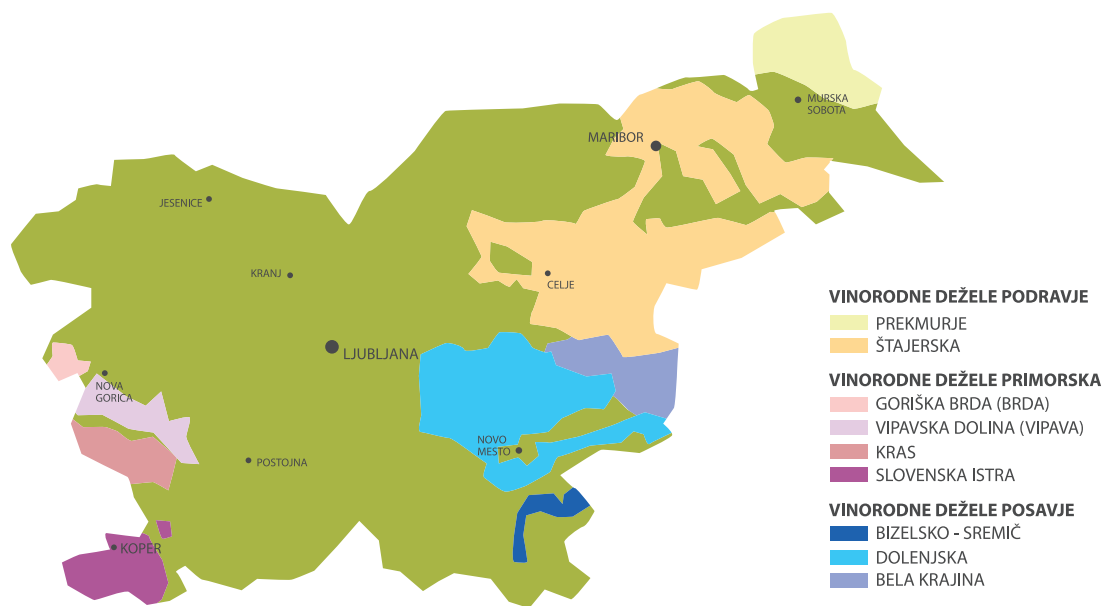 MURSKA
SOBOTA
MARIBOR
JESENICE
KRANJ
CELJE
LJUBLJANA
NOVA
GORICA
NOVO
MESTO
POSTOJNA
KOPER
VINORODNE DEŽELE PODRAVJE
PREKMURJE
ŠTAJERSKA
VINORODNE DEŽELE PRIMORSKA
GORIŠKA BRDA (BRDA)
VIPAVSKA DOLINA (VIPAVA)
KRAS
SLOVENSKA ISTRA
VINORODNE DEŽELE POSAVJE
BIZELSKO - SREMIČ
DOLENJSKA
BELA KRAJINA